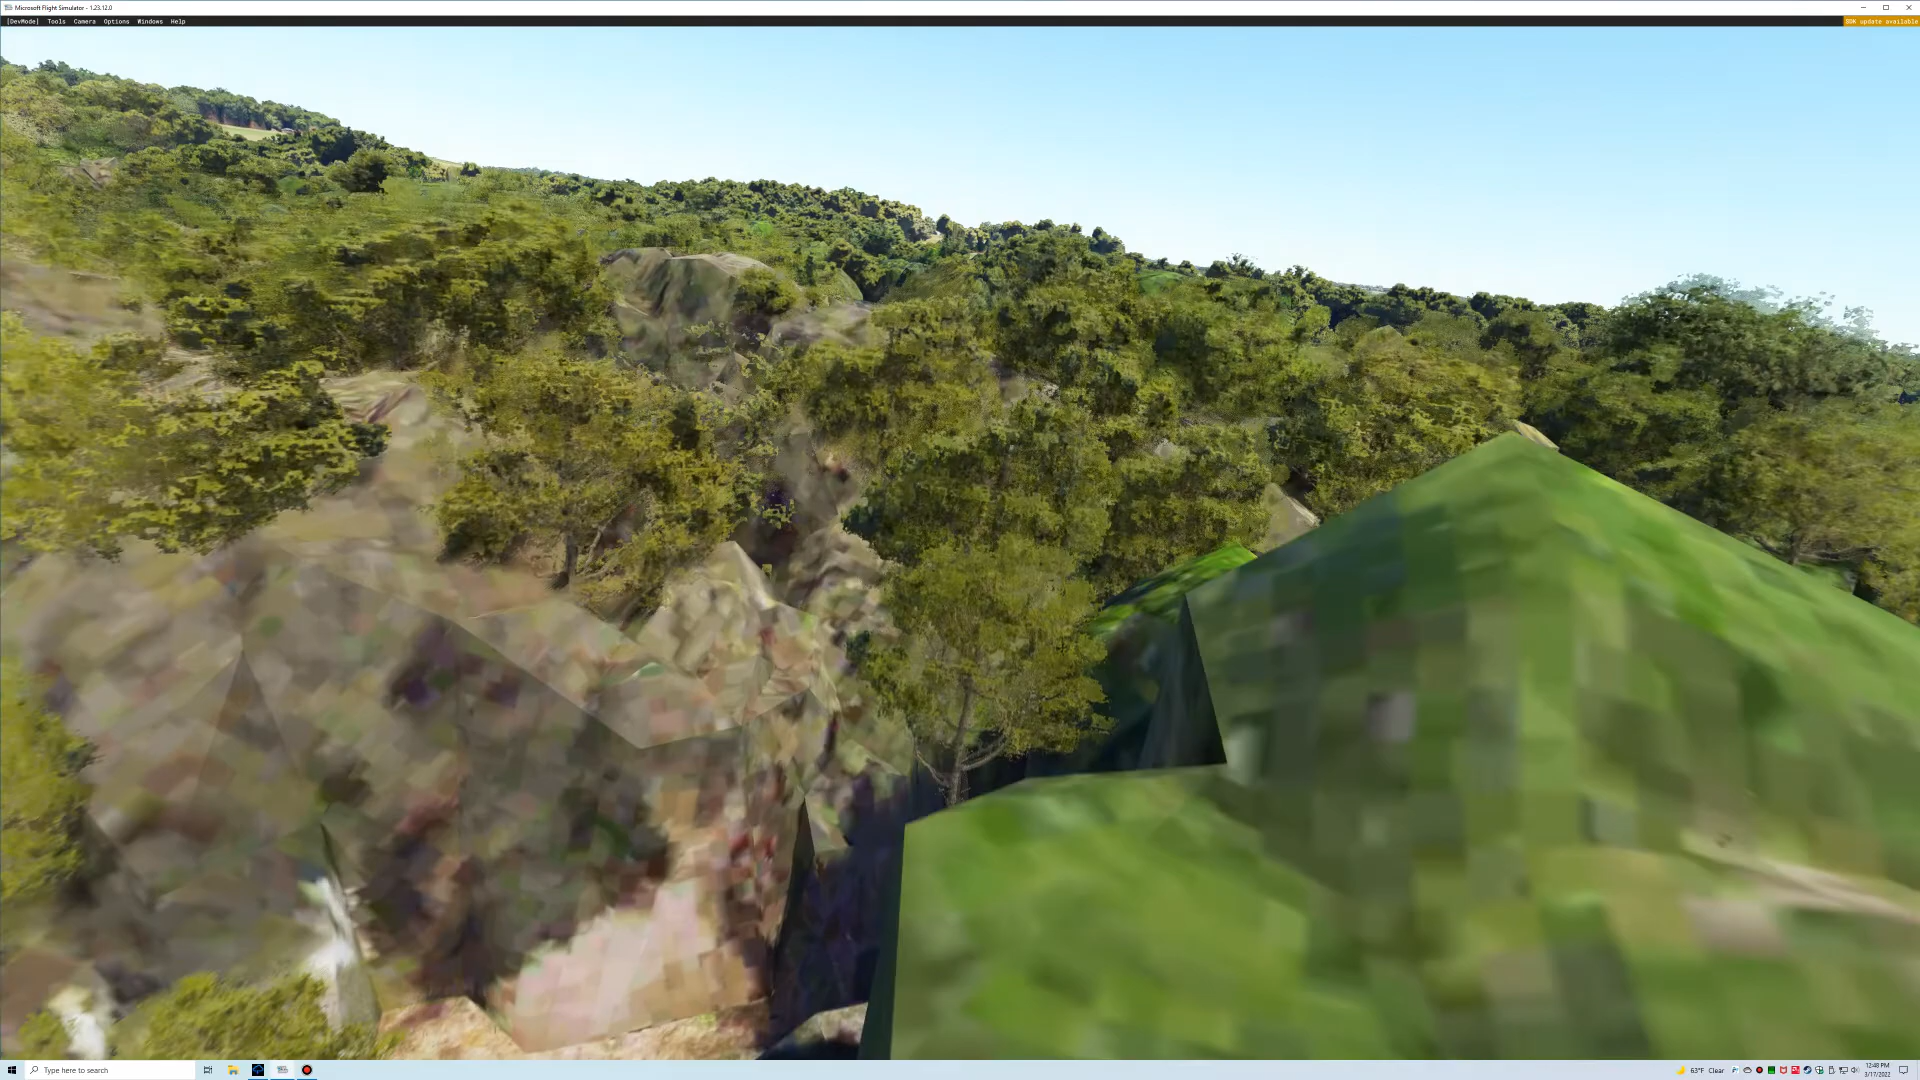 Microsoft Flight Simulator - 1.23.12.0
[DevMode] Tools Camera Options Windows Help
SDK update available
Type here to search
63°F Clear
12:48 PM
3/17/2022